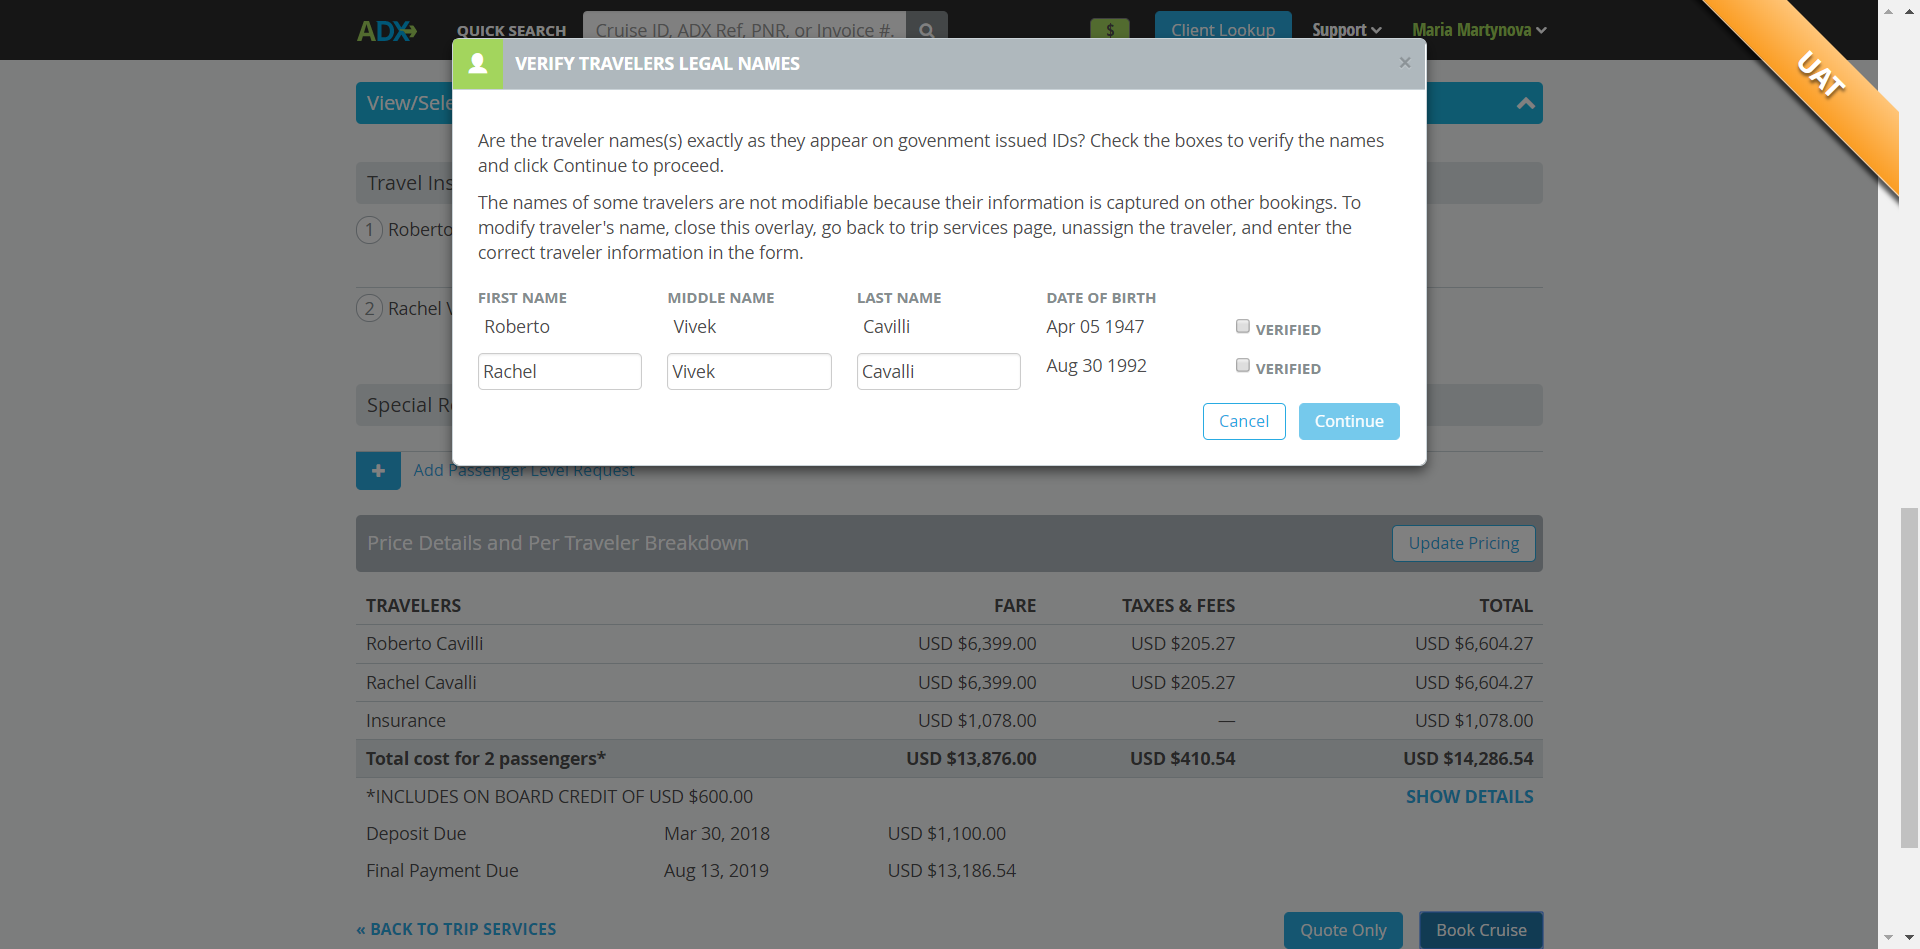 ADX QUICK SEARCH Cruise ID, ADX Ref, PNR, or Invoice #. $ Client Lookup Support Maria Martynova
UAT
VERIFY TRAVELERS LEGAL NAMES ×
View/Sele
Are the traveler names(s) exactly as they appear on govenment issued IDs? Check the boxes to verify the names
and click Continue to proceed.
Travel Ins
The names of some travelers are not modifiable because their information is captured on other bookings. To
modify traveler's name, close this overlay, go back to trip services page, unassign the traveler, and enter the
correct traveler information in the form.
1 Roberto
FIRST NAME MIDDLE NAME LAST NAME DATE OF BIRTH
2 Rachel V
Roberto Vivek Cavilli Apr 05 1947 VERIFIED
Rachel Vivek Cavalli Aug 30 1992 VERIFIED
Special R
Cancel Continue
+ Add Passenger Level Request
Price Details and Per Traveler Breakdown Update Pricing
TRAVELERS FARE TAXES & FEES TOTAL
Roberto Cavilli USD $6,399.00 USD $205.27 USD $6,604.27
Rachel Cavalli USD $6,399.00 USD $205.27 USD $6,604.27
Insurance USD $1,078.00 — USD $1,078.00
Total cost for 2 passengers* USD $13,876.00 USD $410.54 USD $14,286.54
*INCLUDES ON BOARD CREDIT OF USD $600.00 SHOW DETAILS
Deposit Due Mar 30, 2018 USD $1,100.00
Final Payment Due Aug 13, 2019 USD $13,186.54
« BACK TO TRIP SERVICES Quote Only Book Cruise